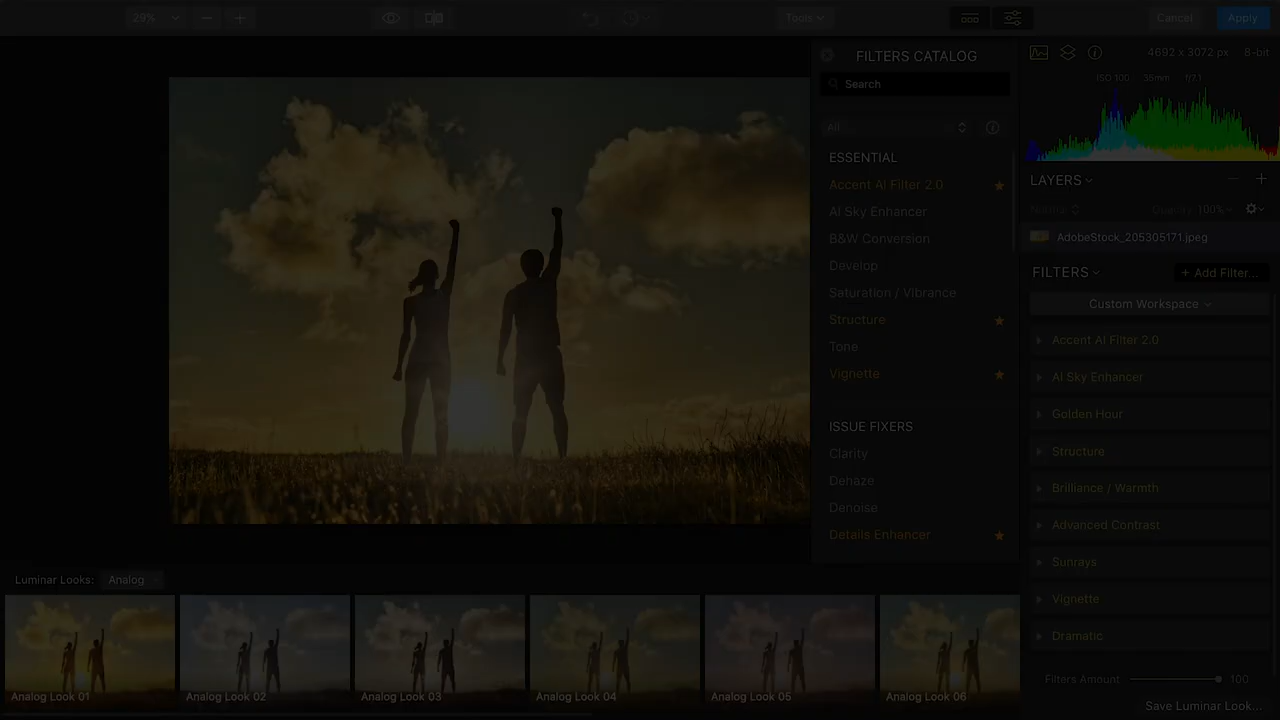 29%
Tools
Cancel
Apply
FILTERS CATALOG
Search
All
ESSENTIAL
Accent AI Filter 2.0
AI Sky Enhancer
B&W Conversion
Develop
Saturation / Vibrance
Structure
Tone
Vignette
ISSUE FIXERS
Clarity
Dehaze
Denoise
Details Enhancer
4692 x 3072 px 8-bit
ISO 100 35mm f/7.1
LAYERS
Normal Opacity 100%
AdobeStock_205305171.jpeg
FILTERS
+ Add Filter...
Custom Workspace
Accent AI Filter 2.0
AI Sky Enhancer
Golden Hour
Structure
Brilliance / Warmth
Advanced Contrast
Sunrays
Vignette
Dramatic
Filters Amount 100
Save Luminar Look...
Luminar Looks: Analog
Analog Look 01
Analog Look 02
Analog Look 03
Analog Look 04
Analog Look 05
Analog Look 06